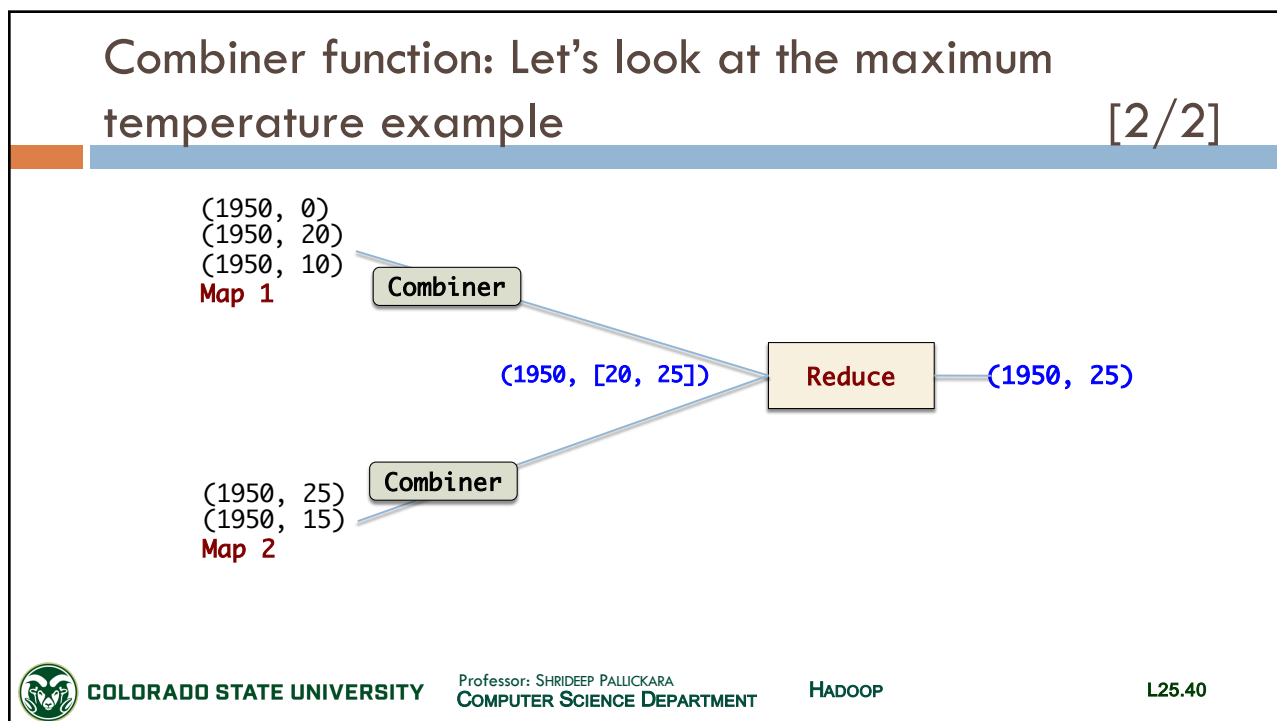 Combiner function: Let's look at the maximum
temperature example [2/2]
(1950, 0)
(1950, 20)
(1950, 10)
Map 1
Combiner
(1950, [20, 25])
Reduce
(1950, 25)
Combiner
(1950, 25)
(1950, 15)
Map 2
COLORADO STATE UNIVERSITY
Professor: SHRIDEEP PALLICKARA
COMPUTER SCIENCE DEPARTMENT
HADOOP
L25.40